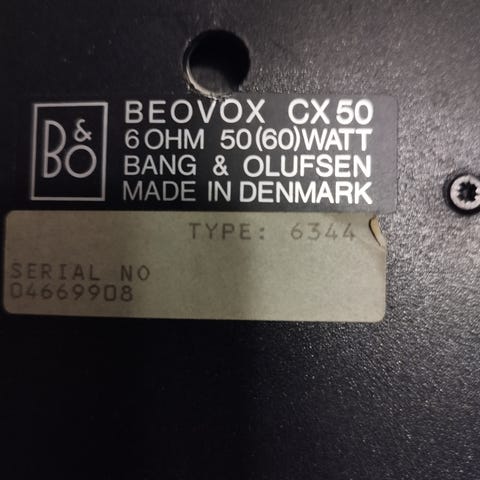 B&O
BEOVOX CX 50
6 OHM 50(60)WATT
BANG & OLUFSEN
MADE IN DENMARK
TYPE: 6344
SERIAL NO
04669908